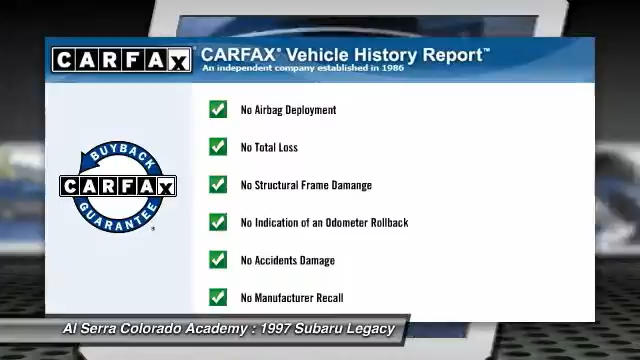 CARFAX
CARFAX® Vehicle History Report™
An independent company established in 1986
No Airbag Deployment
No Total Loss
No Structural Frame Damange
No Indication of an Odometer Rollback
No Accidents Damage
No Manufacturer Recall
BUYBACK
CARFAX
GUARANTEE®
Al Serra Colorado Academy : 1997 Subaru Legacy